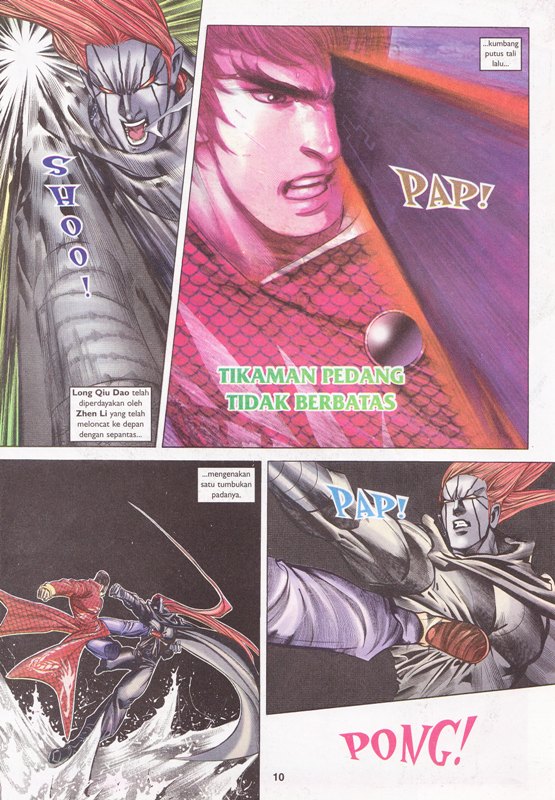 SHOO!
Long Qiu Dao telah
diperdayakan oleh
Zhen Li yang telah
meloncat ke depan
dengan sepantas...
...kumbang
putus tali
lalu...
PAP!
TIKAMAN PEDANG
TIDAK BERBATAS
...mengenakan
satu tumbukan
padanya.
PAP!
PONG!
10